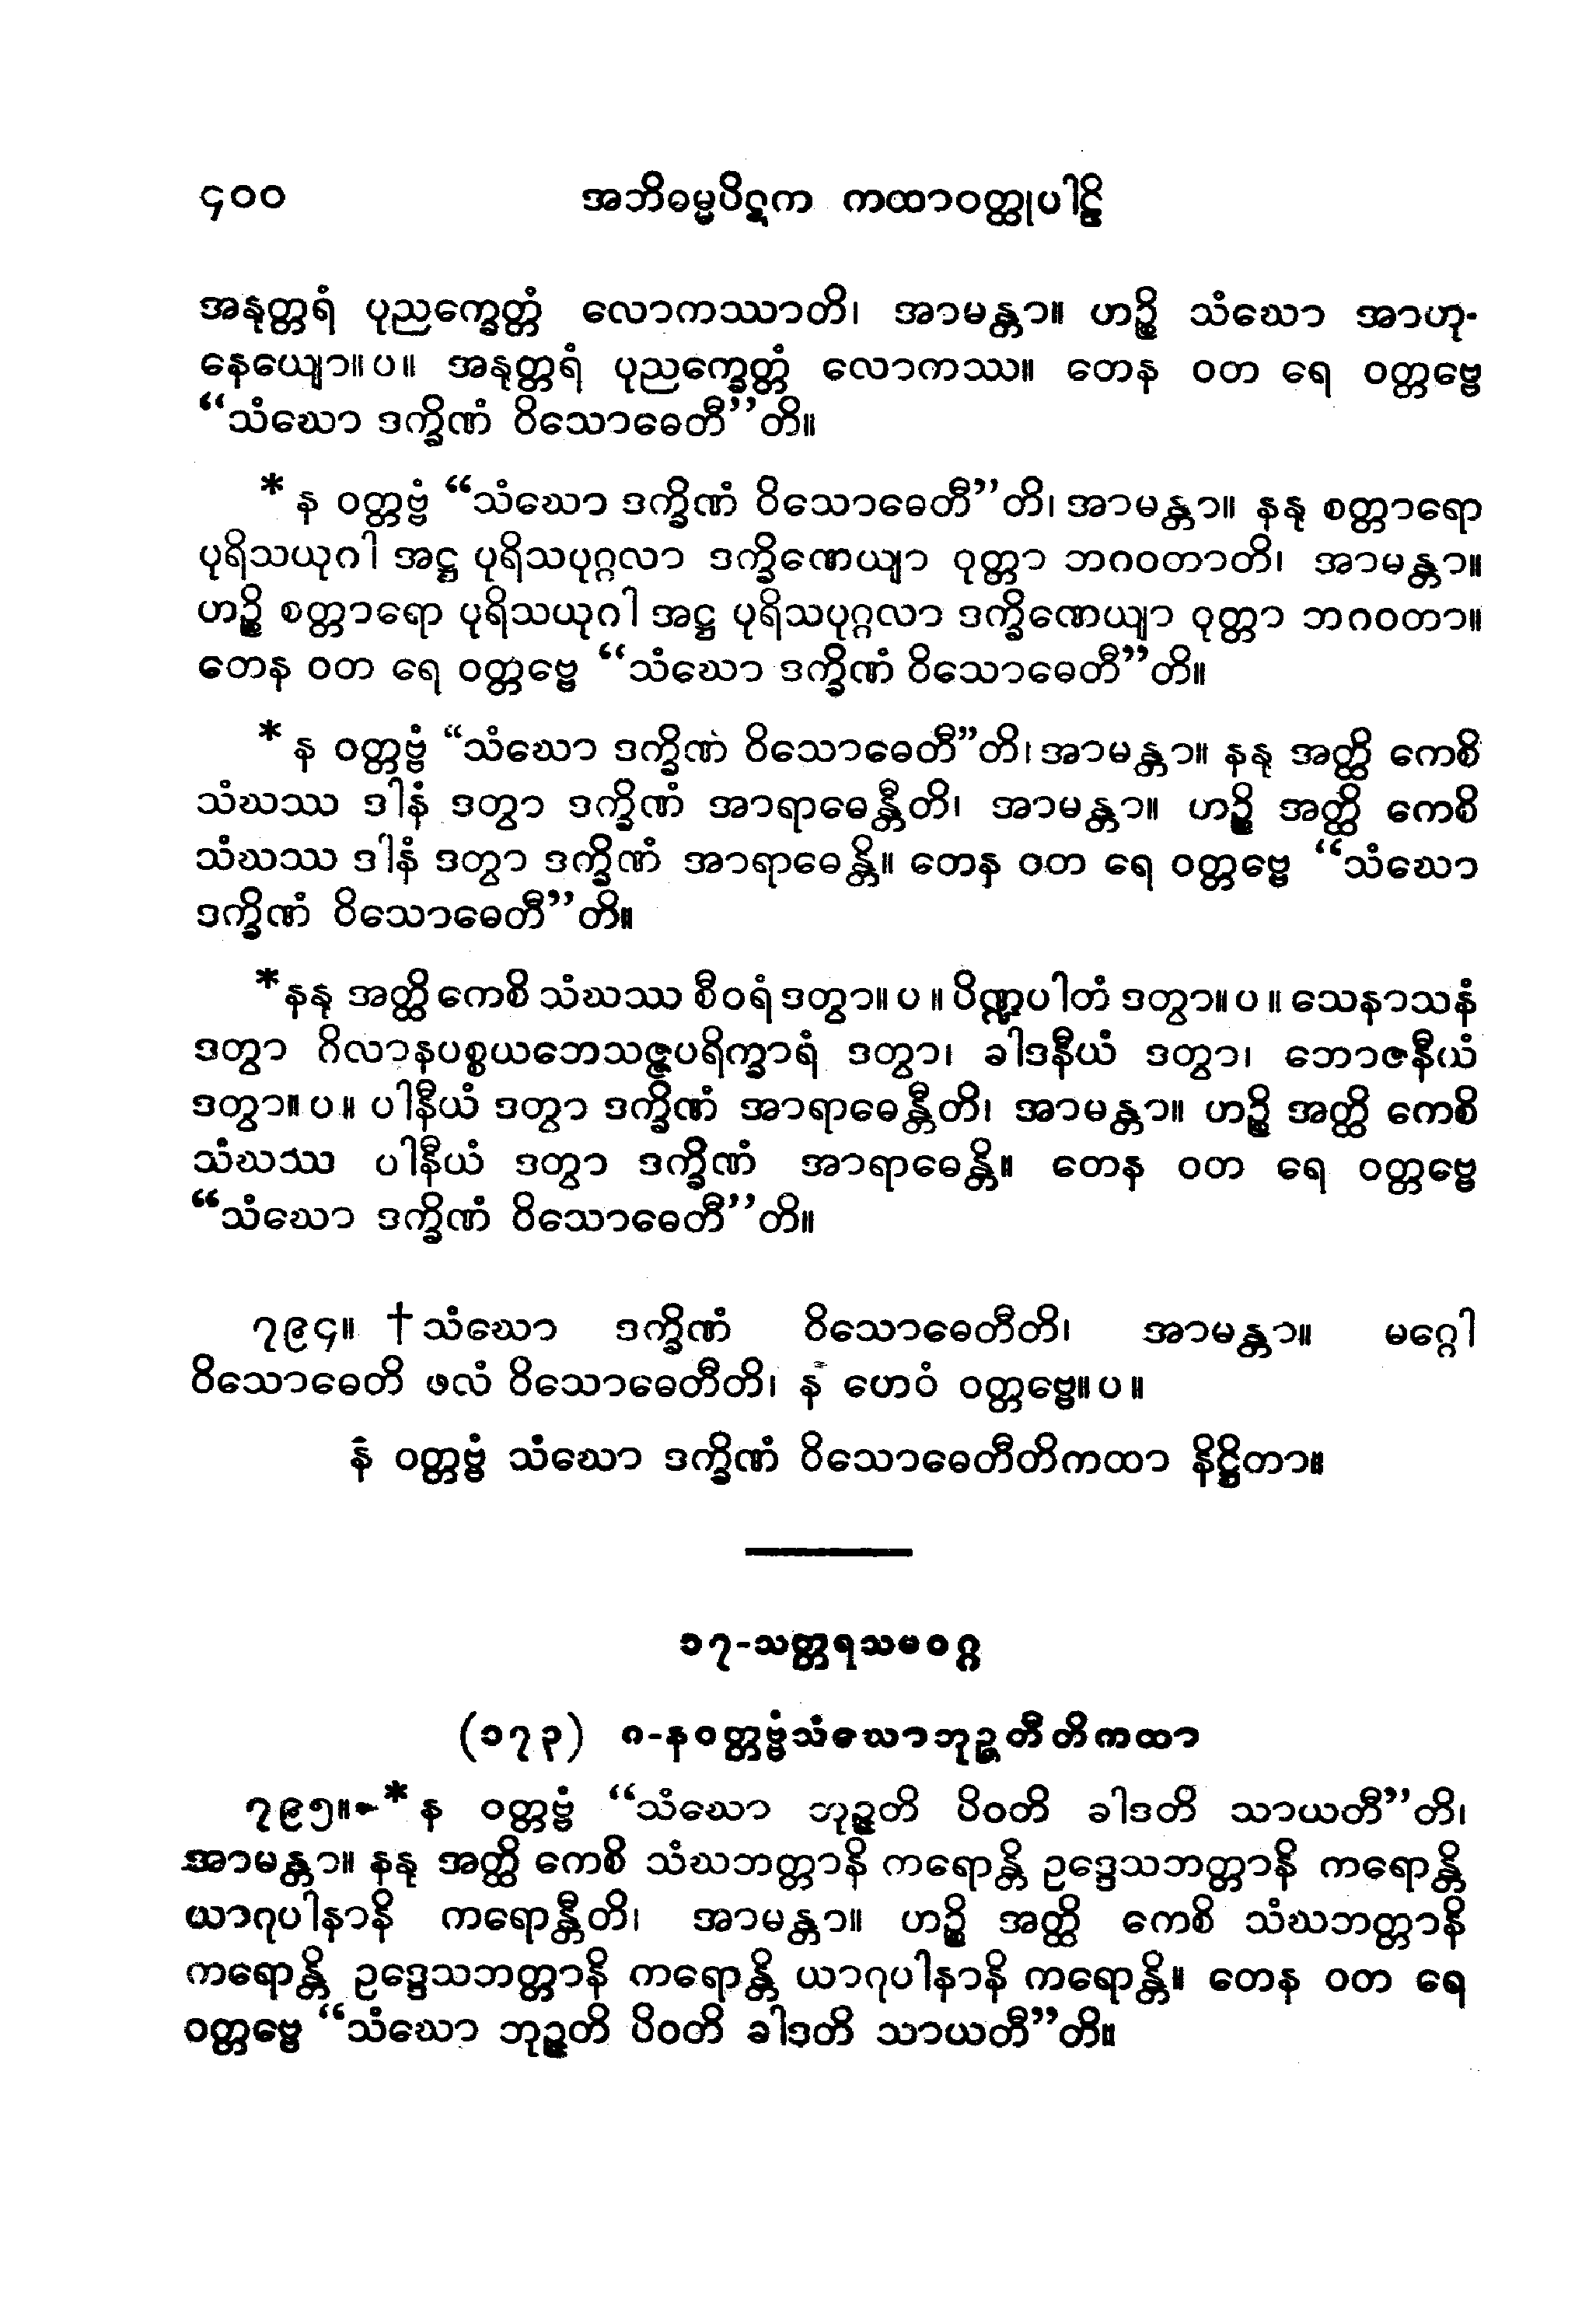 ၄၀၀ အဘိဓမ္မပိဋက ကထာဝတ္ထုပါဠိ
အနုတ္တရံ ပုညက္ခေတ္တံ လောကဿာတိ၊ အာမန္တာ။ ဟဉ္စိ သံဃော အာဟု-
နေယျော။ပ။ အနုတ္တရံ ပုညက္ခေတ္တံ လောကဿ။ တေန ဝတ ရေ ဝတ္တဗ္ဗေ
“သံဃော ဒက္ခိဏံ ဝိသောဓေတီ”တိ။
* န ဝတ္တဗ္ဗံ “သံဃော ဒက္ခိဏံ ဝိသောဓေတီ”တိ၊ အာမန္တာ။ နနု စတ္တာရော
ပုရိသယုဂါ အဋ္ဌ ပုရိသပုဂ္ဂလာ ဒက္ခိဏေယျာ ဝုတ္တာ ဘဂဝတာတိ၊ အာမန္တာ။
ဟဉ္စိ စတ္တာရော ပုရိသယုဂါ အဋ္ဌ ပုရိသပုဂ္ဂလာ ဒက္ခိဏေယျာ ဝုတ္တာ ဘဂဝတာ။
တေန ဝတ ရေ ဝတ္တဗ္ဗေ “သံဃော ဒက္ခိဏံ ဝိသောဓေတီ”တိ။
* န ဝတ္တဗ္ဗံ “သံဃော ဒက္ခိဏံ ဝိသောဓေတီ”တိ၊ အာမန္တာ။ နနု အတ္ထိ ကေစိ
သံဃဿ ဒါနံ ဒတွာ ဒက္ခိဏံ အာရာဓေန္တီတိ၊ အာမန္တာ။ ဟဉ္စိ အတ္ထိ ကေစိ
သံဃဿ ဒါနံ ဒတွာ ဒက္ခိဏံ အာရာဓေန္တိ။ တေန ဝတ ရေ ဝတ္တဗ္ဗေ “သံဃော
ဒက္ခိဏံ ဝိသောဓေတီ”တိ။
* နနု အတ္ထိ ကေစိ သံဃဿ စီဝရံ ဒတွာ။ ပ ။ ပိဏ္ဍပါတံ ဒတွာ။ ပ ။ သေနာသနံ
ဒတွာ ဂိလာနပစ္စယဘေသဇ္ဇပရိက္ခာရံ ဒတွာ၊ ခါဒနီယံ ဒတွာ၊ ဘောဇနီယံ
ဒတွာ။ ပ ။ ပါနီယံ ဒတွာ ဒက္ခိဏံ အာရာဓေန္တီတိ၊ အာမန္တာ။ ဟဉ္စိ အတ္ထိ ကေစိ
သံဃဿ ပါနီယံ ဒတွာ ဒက္ခိဏံ အာရာဓေန္တိ။ တေန ဝတ ရေ ဝတ္တဗ္ဗေ
“သံဃော ဒက္ခိဏံ ဝိသောဓေတီ”တိ။
၇၉၄။ † သံဃော ဒက္ခိဏံ ဝိသောဓေတီတိ၊ အာမန္တာ။ မဂ္ဂေါ
ဝိသောဓေတိ ဖလံ ဝိသောဓေတီတိ၊ န ဟေဝံ ဝတ္တဗ္ဗေ။ ပ ။
န ဝတ္တဗ္ဗံ သံဃော ဒက္ခိဏံ ဝိသောဓေတီတိကထာ နိဋ္ဌိတာ။
၁၇-သတ္တရသမဝဂ္ဂ
(၁၇၃) ဂ-နဝတ္တဗ္ဗံသံဃောဘုဉ္ဇတီတိကထာ
၇၉၅။ * န ဝတ္တဗ္ဗံ “သံဃော ဘုဉ္ဇတိ ပိဝတိ ခါဒတိ သာယတီ”တိ၊
အာမန္တာ။ နနု အတ္ထိ ကေစိ သံဃဘတ္တာနိ ကရောန္တိ ဥဒ္ဒေသဘတ္တာနိ ကရောန္တိ
ယာဂုပါနာနိ ကရောန္တီတိ၊ အာမန္တာ။ ဟဉ္စိ အတ္ထိ ကေစိ သံဃဘတ္တာနိ
ကရောန္တိ ဥဒ္ဒေသဘတ္တာနိ ကရောန္တိ ယာဂုပါနာနိ ကရောန္တိ။ တေန ဝတ ရေ
ဝတ္တဗ္ဗေ “သံဃော ဘုဉ္ဇတိ ပိဝတိ ခါဒတိ သာယတီ”တိ။